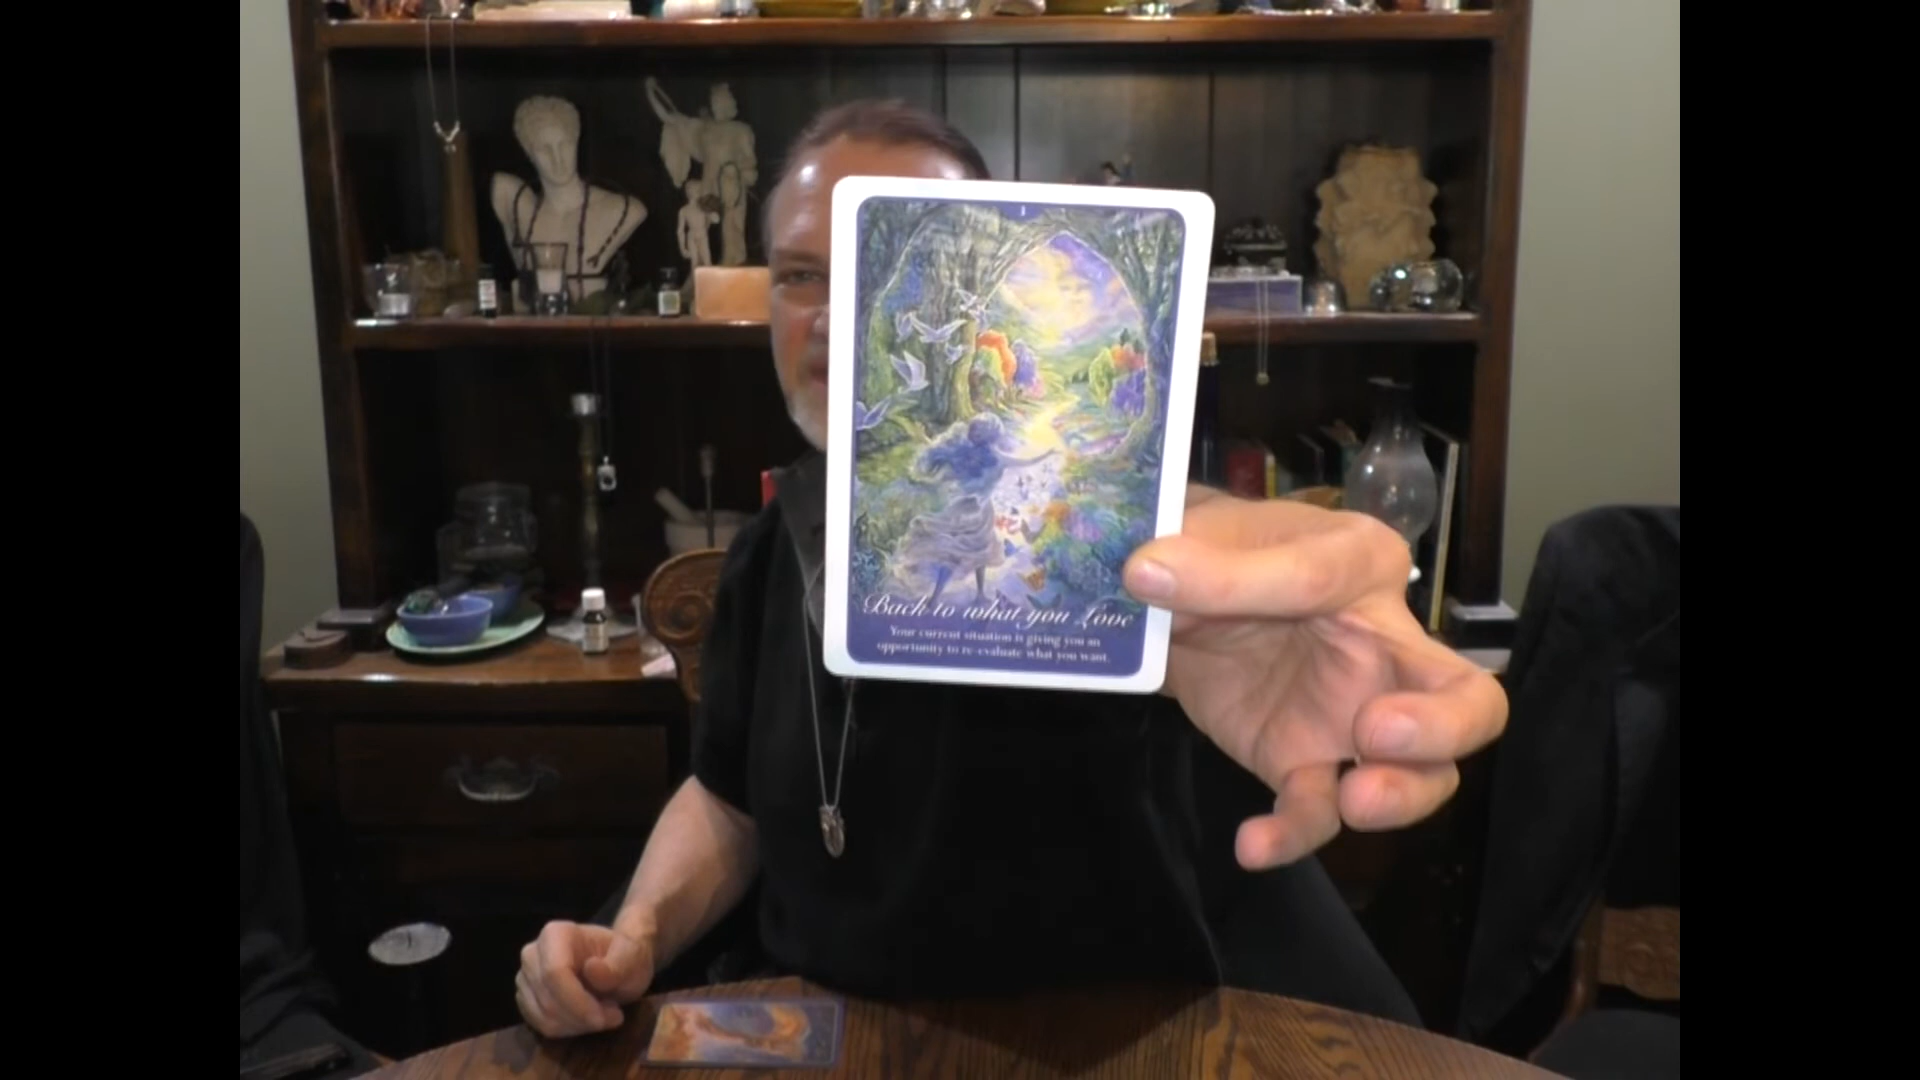 1
Back to what you Love
Your current situation is giving you an
opportunity to re-evaluate what you want.